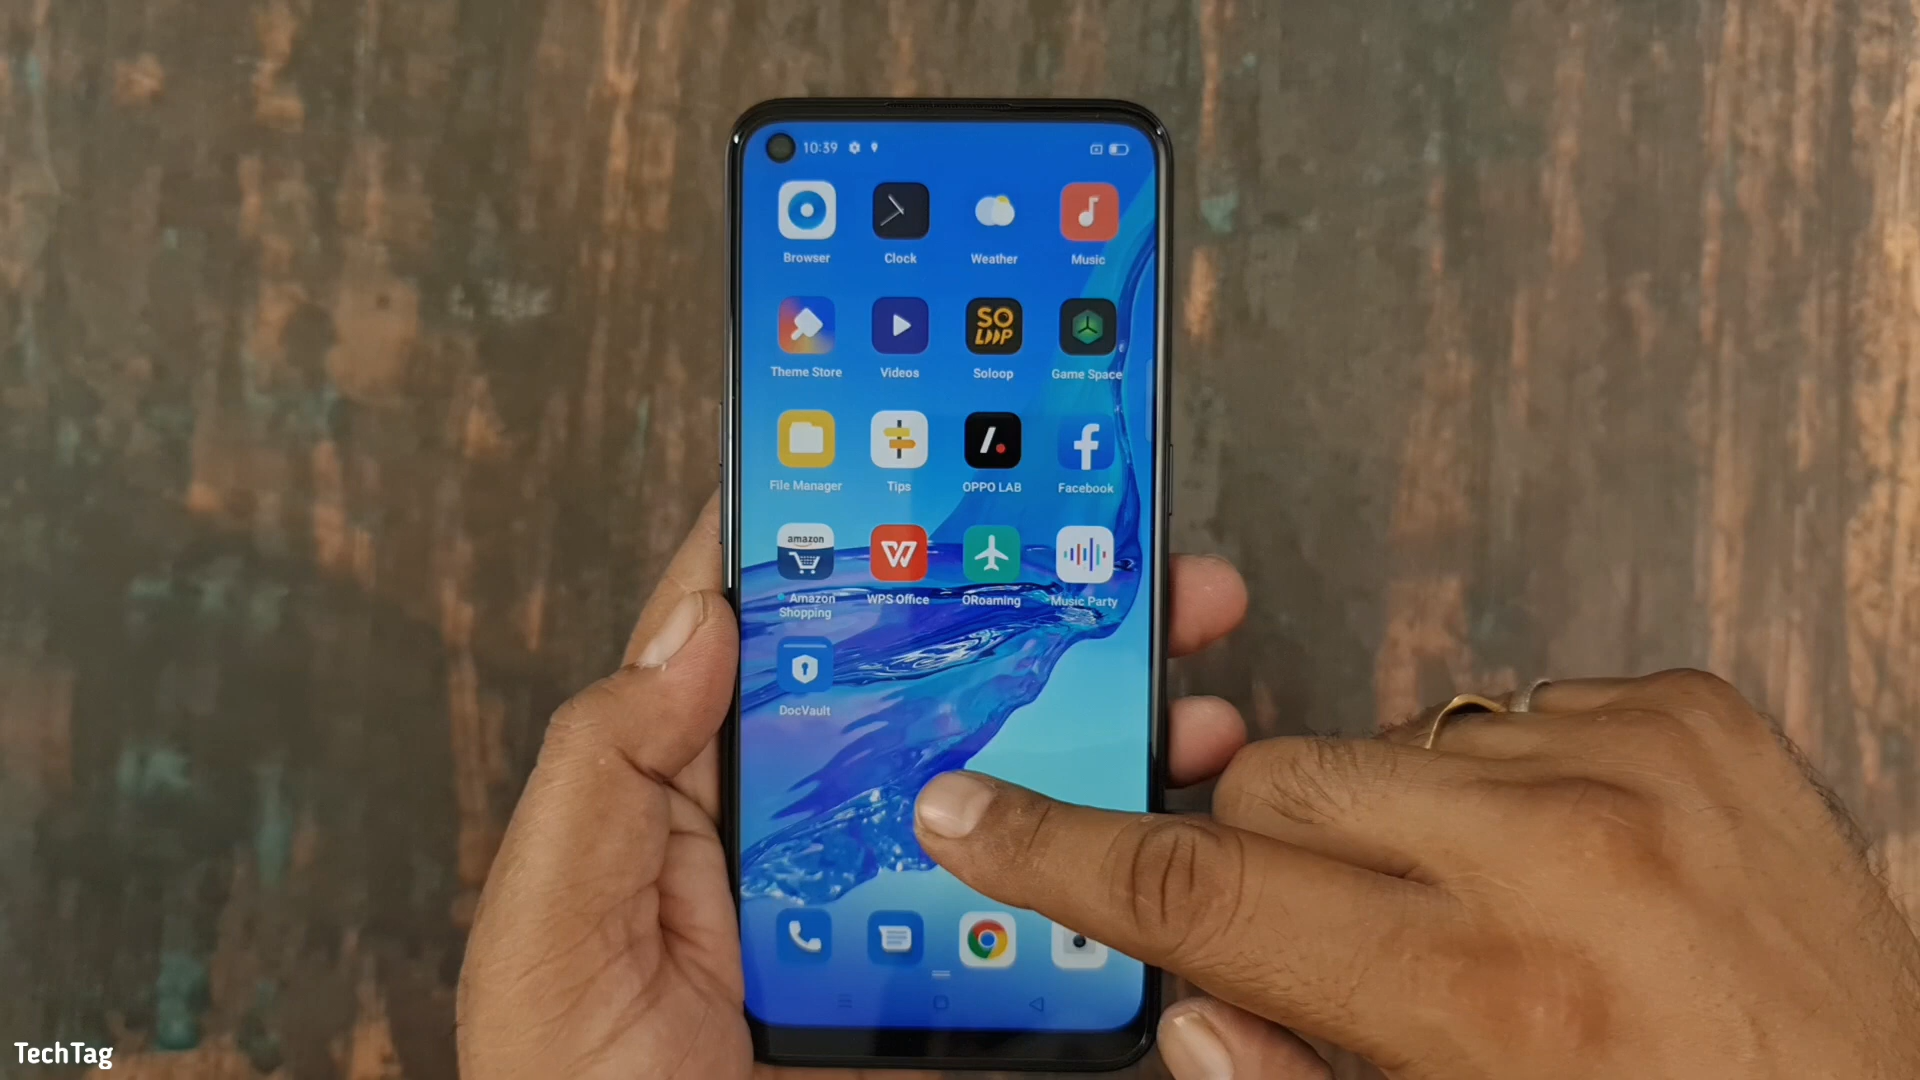 10:39
Browser
Clock
Weather
Music
SO
LOOP
Theme Store
Videos
Soloop
Game Space
File Manager
Tips
OPPO LAB
Facebook
amazon
Amazon
Shopping
WPS Office
ORoaming
Music Party
DocVault
TechTag